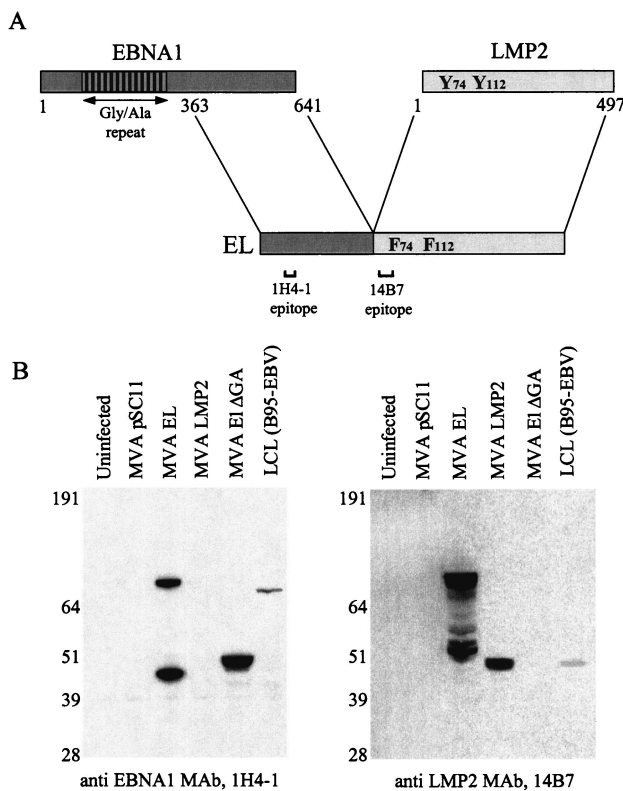 A
EBNA1
LMP2
Y74 Y112
1
363
641
1
497
Gly/Ala
repeat
EL
F74 F112
1H4-1
epitope
14B7
epitope
B
Uninfected
MVA pSC11
MVA EL
MVA LMP2
MVA E1ΔGA
LCL (B95-EBV)
Uninfected
MVA pSC11
MVA EL
MVA LMP2
MVA E1ΔGA
LCL (B95-EBV)
191
64
51
39
28
191
64
51
39
28
anti EBNA1 MAb, 1H4-1
anti LMP2 MAb, 14B7